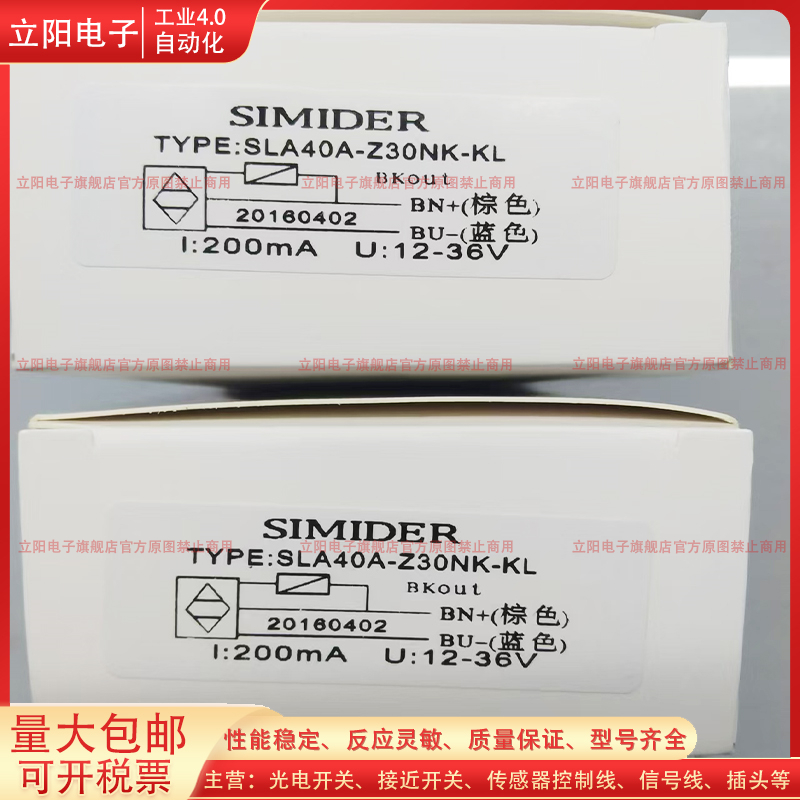 立阳电子
工业4.0
自动化
SIMIDER
TYPE:SLA40A-Z30NK-KL
BKout
立阳电子旗舰店官方原图禁止商用 立阳电子旗舰店官方原图禁止商用 立阳电子旗舰店官方原图禁止商用
BN+(棕色)
20160402
BU-(蓝色)
I:200mA U:12-36V
立阳电子旗舰店官方原图禁止商用 立阳电子旗舰店官方原图禁止商用 立阳电子旗舰店官方原图禁止商用
SIMIDER
立阳电子旗舰店官方原图禁止商用 立阳电子旗舰店官方原图禁止商用 立阳电子旗舰店官方原图禁止商用
TYPE:SLA40A-Z30NK-KL
BKout
BN+(棕色)
20160402
BU-(蓝色)
I:200mA U:12-36V
量大包邮
可开税票
性能稳定、反应灵敏、质量保证、型号齐全
主营：光电开关、接近开关、传感器控制线、信号线、插头等